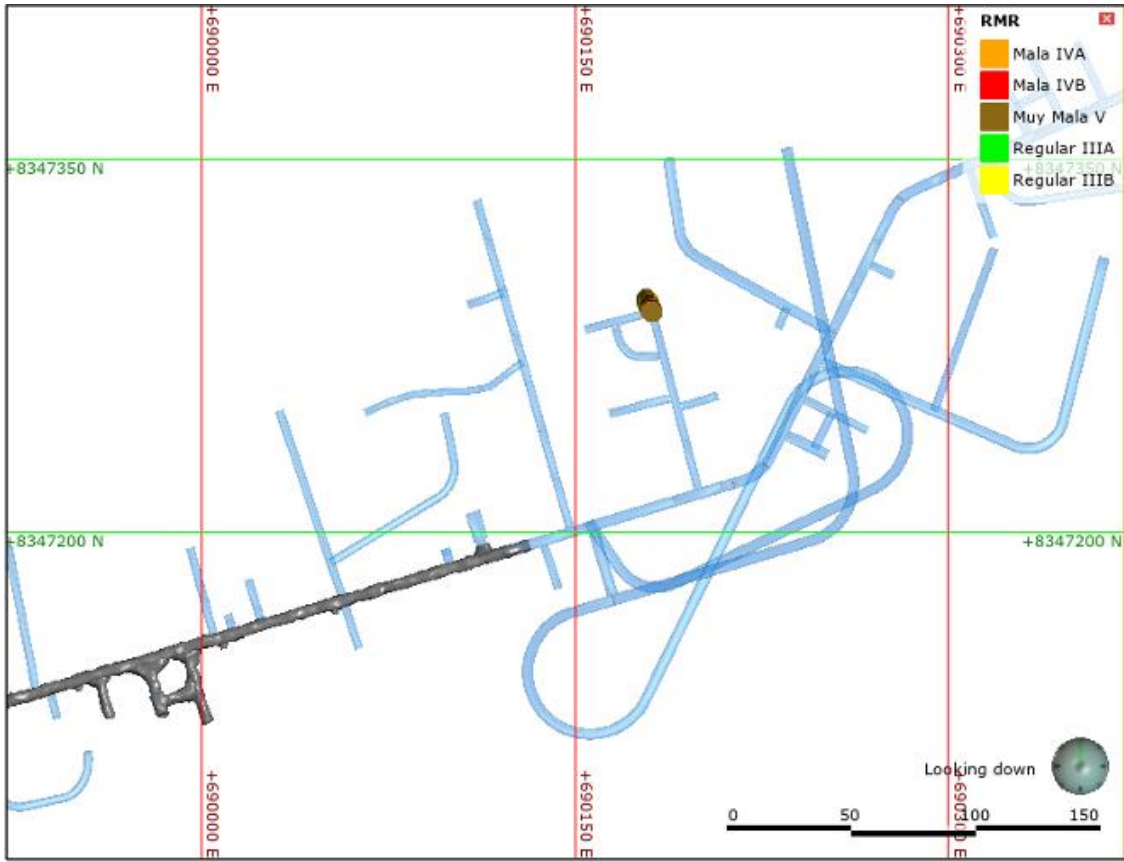 +690000 E
+690150 E
+690300 E
RMR
Mala IVA
Mala IVB
Muy Mala V
Regular IIIA
Regular IIIB
+8347350 N
+8347350 N
+8347200 N
+8347200 N
Looking down
+690000 E
+690150 E
+690300 E
0 50 100 150